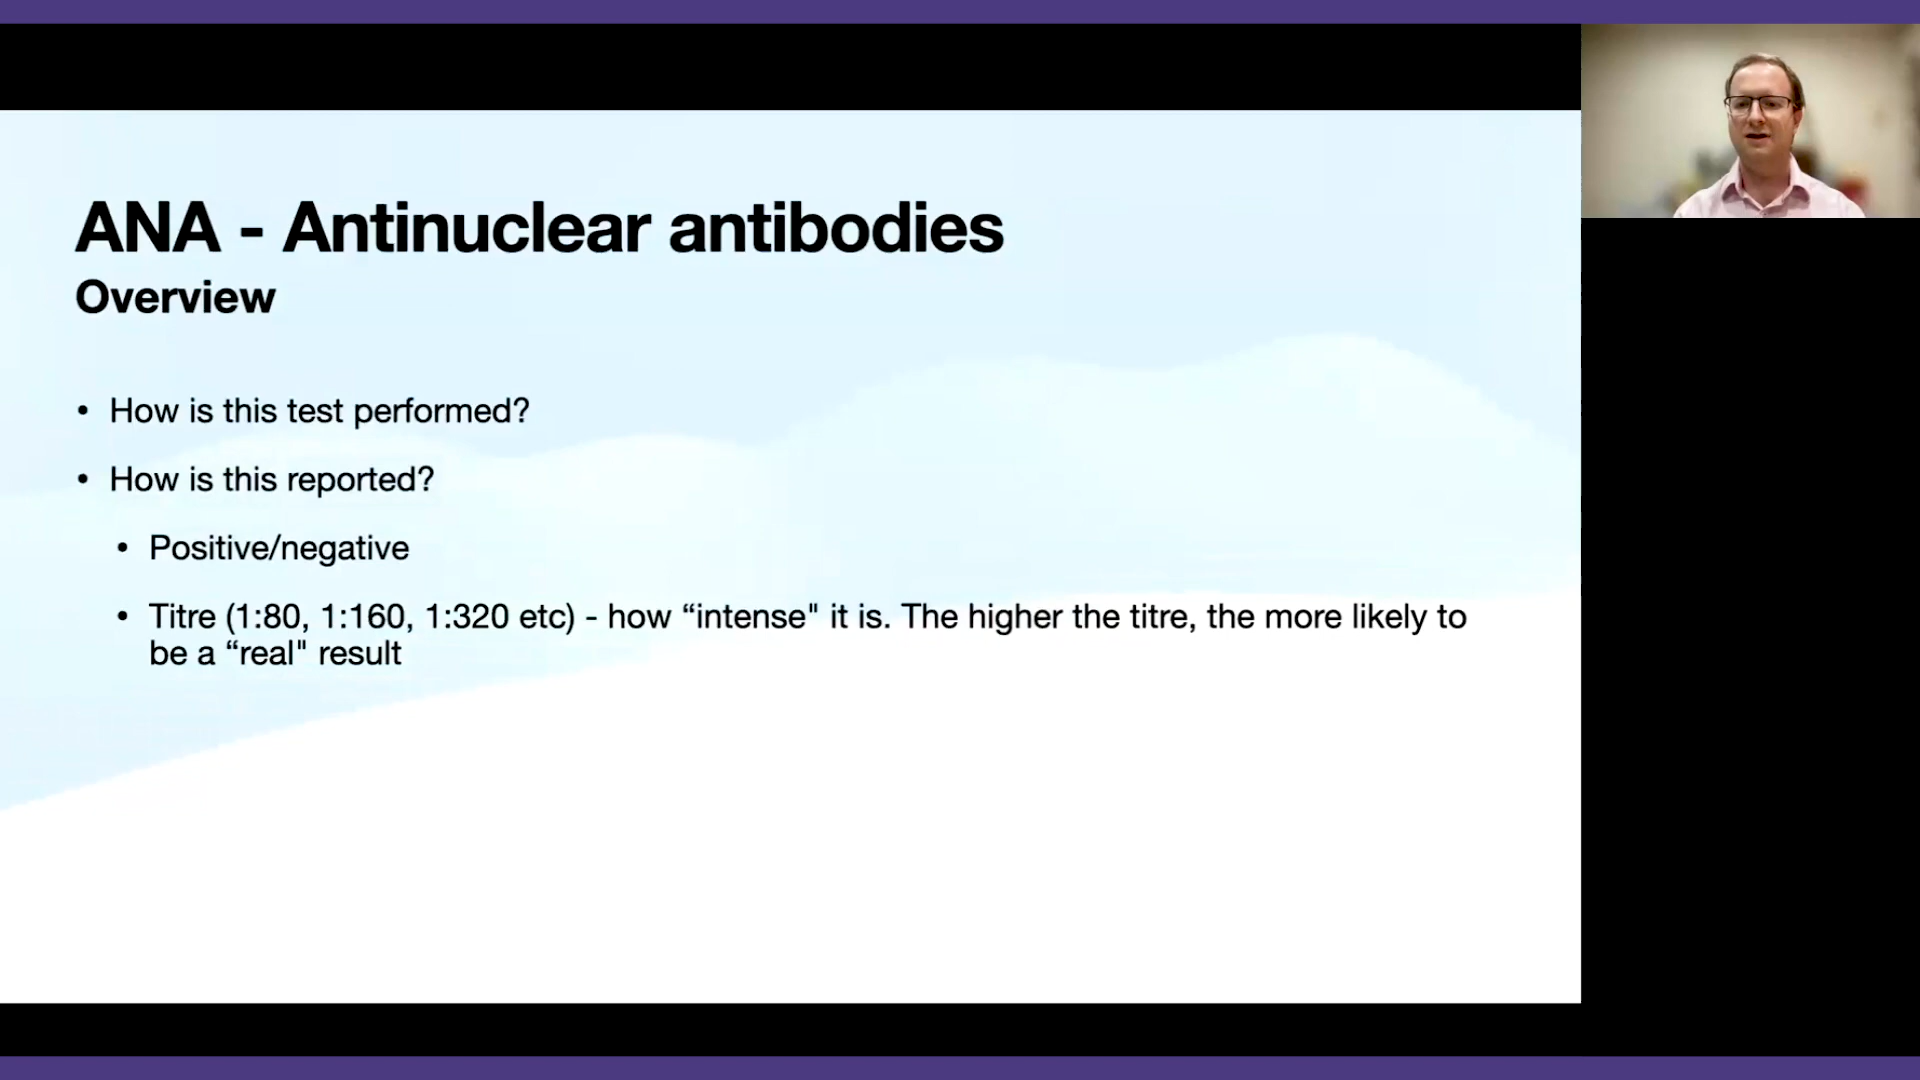 ANA - Antinuclear antibodies
Overview
• How is this test performed?
• How is this reported?
• Positive/negative
• Titre (1:80, 1:160, 1:320 etc) - how “intense" it is. The higher the titre, the more likely to
be a “real" result